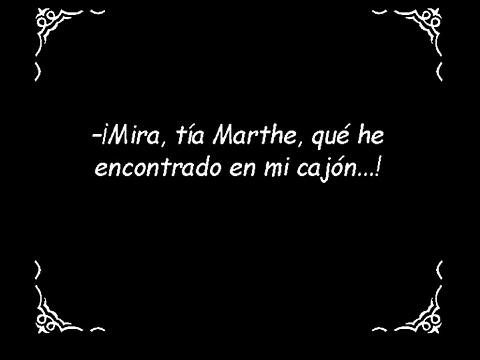 -¡Mira, tía Marthe, qué he
encontrado en mi cajón...!